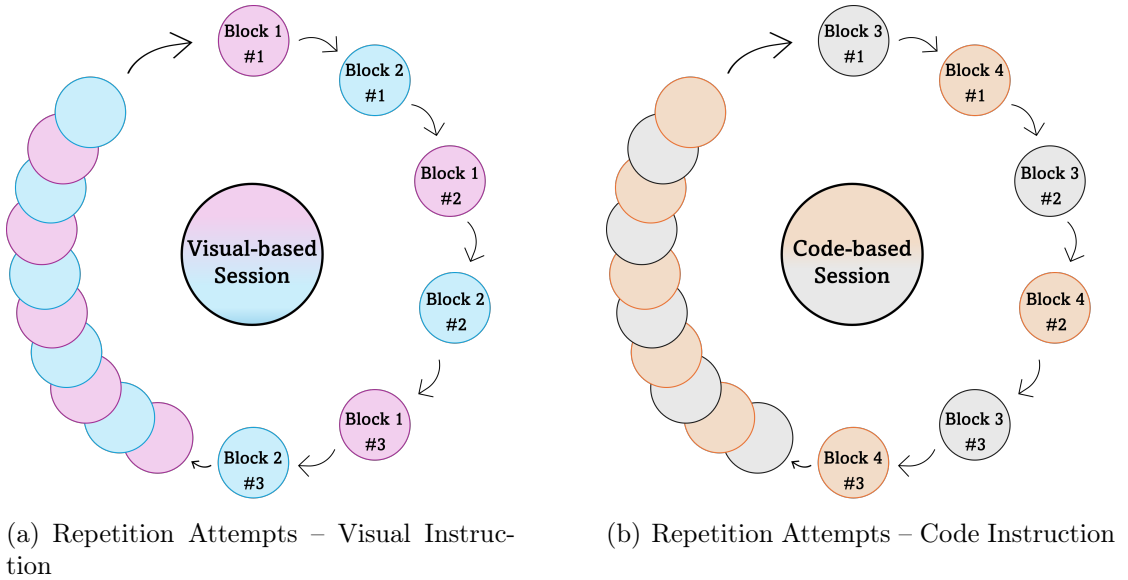 Block 1
#1
Block 2
#1
Block 1
#2
Block 2
#2
Block 1
#3
Block 2
#3
Visual-based
Session
(a) Repetition Attempts – Visual Instruc-
tion
Block 3
#1
Block 4
#1
Block 3
#2
Block 4
#2
Block 3
#3
Block 4
#3
Code-based
Session
(b) Repetition Attempts – Code Instruction